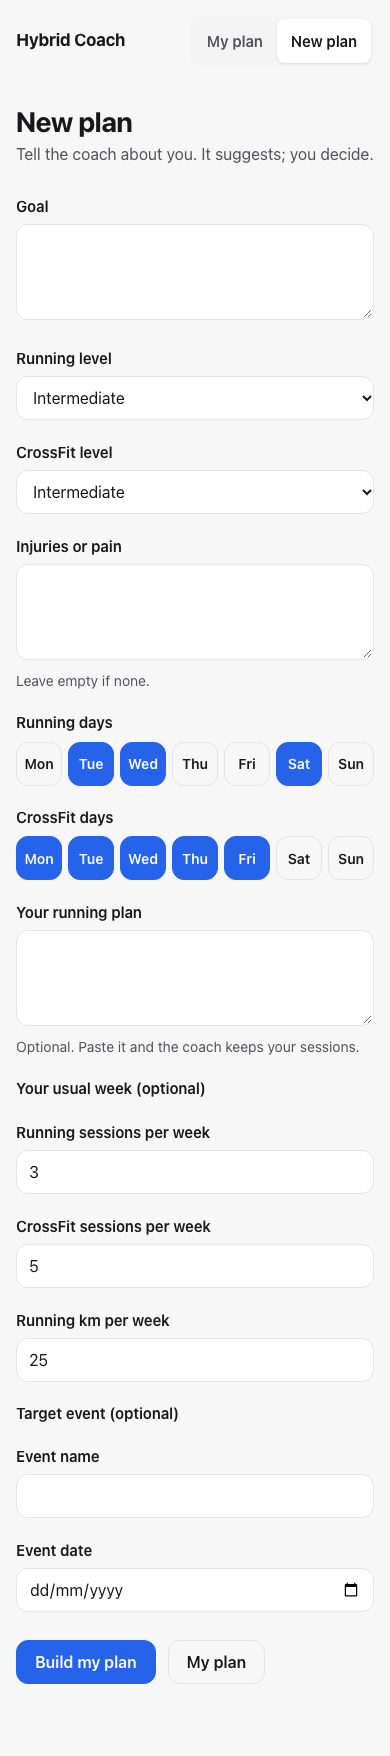 Hybrid Coach
My plan
New plan
New plan
Tell the coach about you. It suggests; you decide.
Goal
Running level
Intermediate
CrossFit level
Intermediate
Injuries or pain
Leave empty if none.
Running days
Mon Tue Wed Thu Fri Sat Sun
CrossFit days
Mon Tue Wed Thu Fri Sat Sun
Your running plan
Optional. Paste it and the coach keeps your sessions.
Your usual week (optional)
Running sessions per week
3
CrossFit sessions per week
5
Running km per week
25
Target event (optional)
Event name
Event date
dd/mm/yyyy
Build my plan
My plan